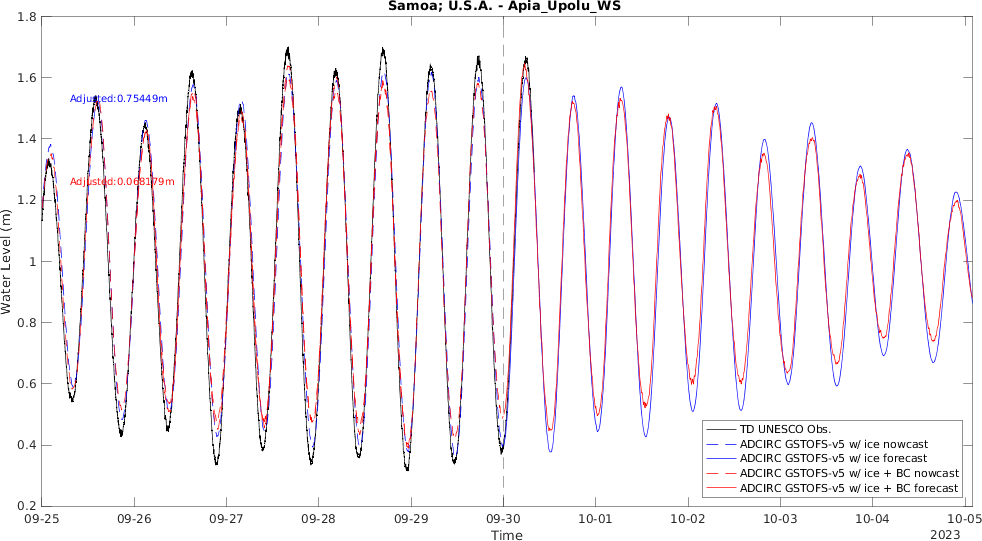 Samoa; U.S.A. - Apia_Upolu_WS
1.8
1.6
1.4
1.2
1
0.8
0.6
0.4
0.2
Water Level (m)
Adjusted:0.75449m
Adjusted:0.068179m
TD UNESCO Obs.
ADCIRC GSTOFS-v5 w/ ice nowcast
ADCIRC GSTOFS-v5 w/ ice forecast
ADCIRC GSTOFS-v5 w/ ice + BC nowcast
ADCIRC GSTOFS-v5 w/ ice + BC forecast
09-25 09-26 09-27 09-28 09-29 09-30 10-01 10-02 10-03 10-04 10-05
Time
2023